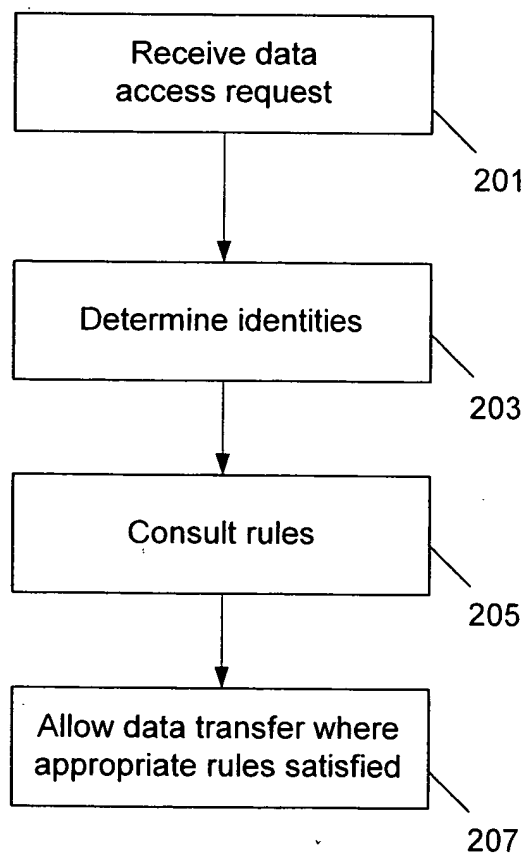 Receive data
access request
201
Determine identities
203
Consult rules
205
Allow data transfer where
appropriate rules satisfied
207